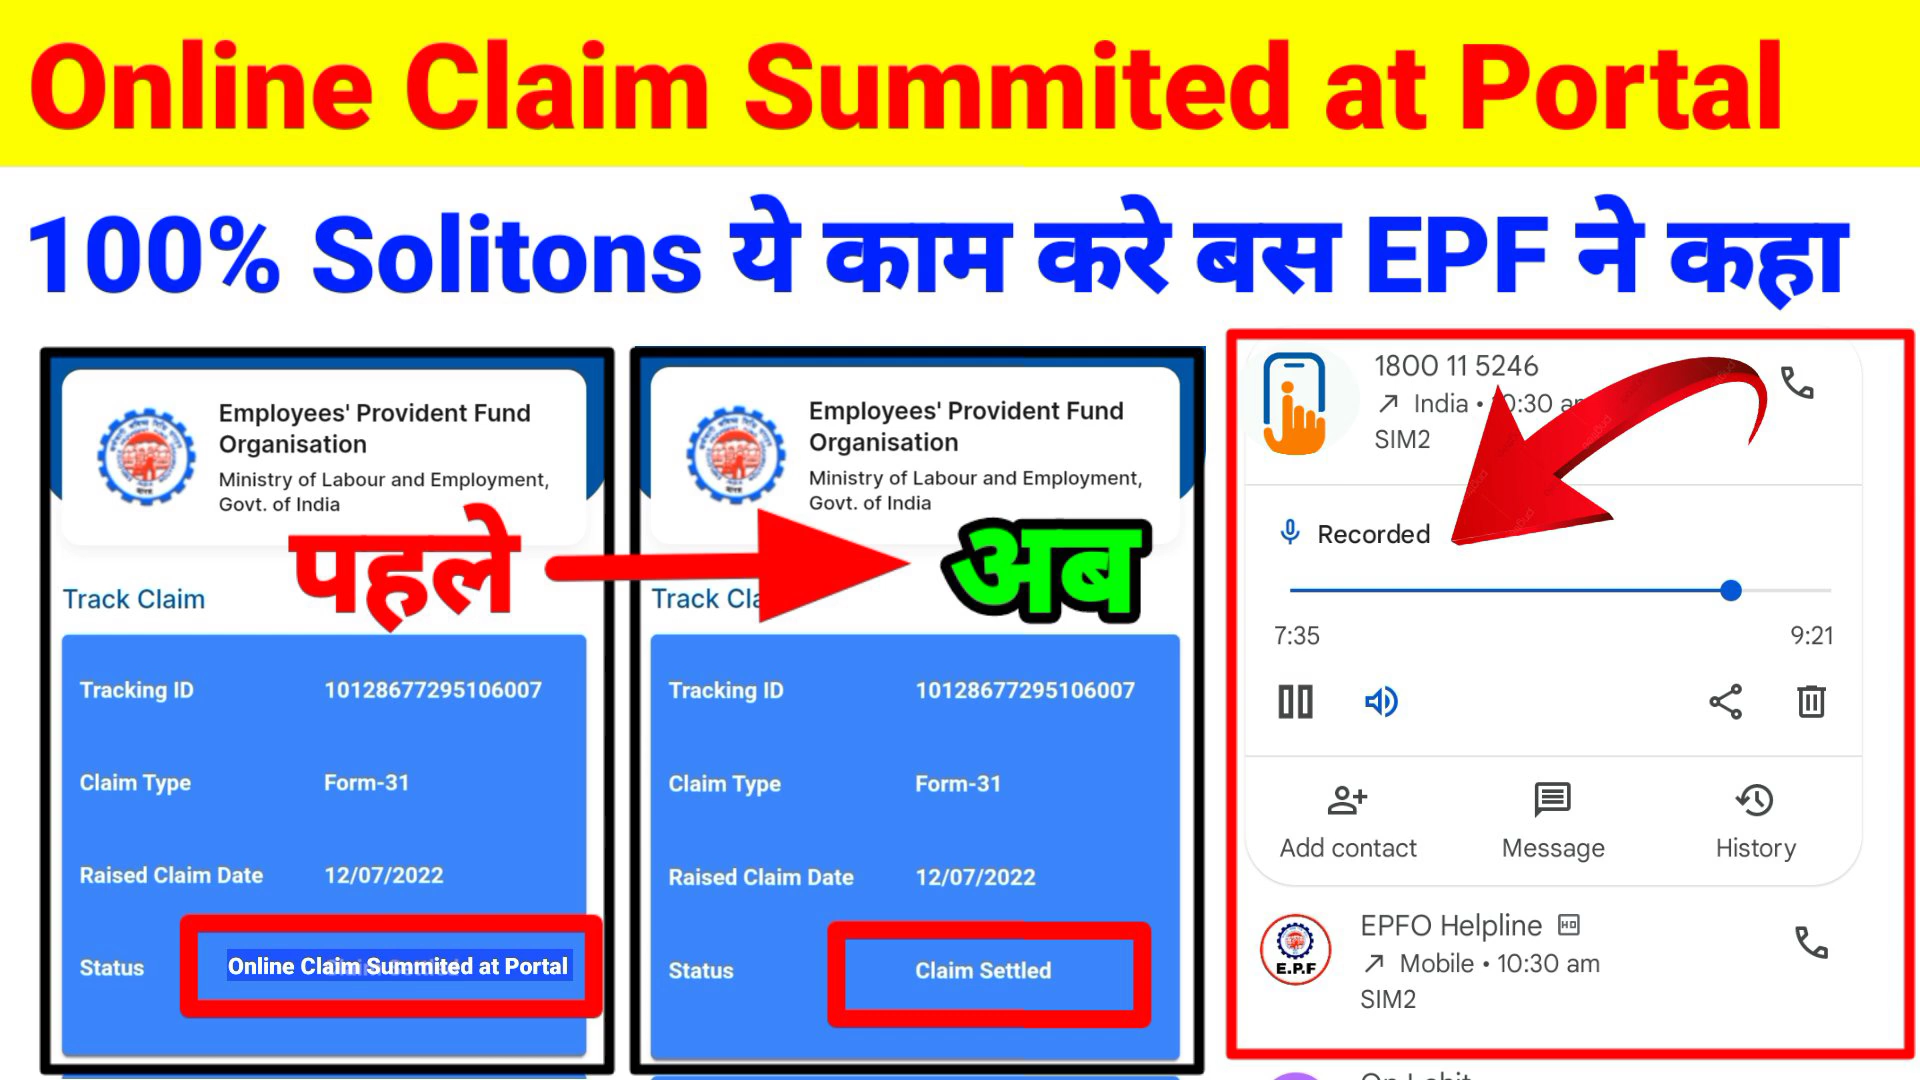 Online Claim Summited at Portal
100% Solitons ये काम करे बस EPF ने कहा
Employees' Provident Fund
Organisation
Ministry of Labour and Employment,
Govt. of India
पहले
Track Claim
Tracking ID 10128677295106007
Claim Type Form-31
Raised Claim Date 12/07/2022
Status Online Claim Summited at Portal
Employees' Provident Fund
Organisation
Ministry of Labour and Employment,
Govt. of India
अब
Track
Tracking ID 10128677295106007
Claim Type Form-31
Raised Claim Date 12/07/2022
Status Claim Settled
1800 11 5246
India • 0:30 am
SIM2
Recorded
7:35 9:21
Add contact Message History
EPFO Helpline HD
Mobile • 10:30 am
SIM2
E.P.F